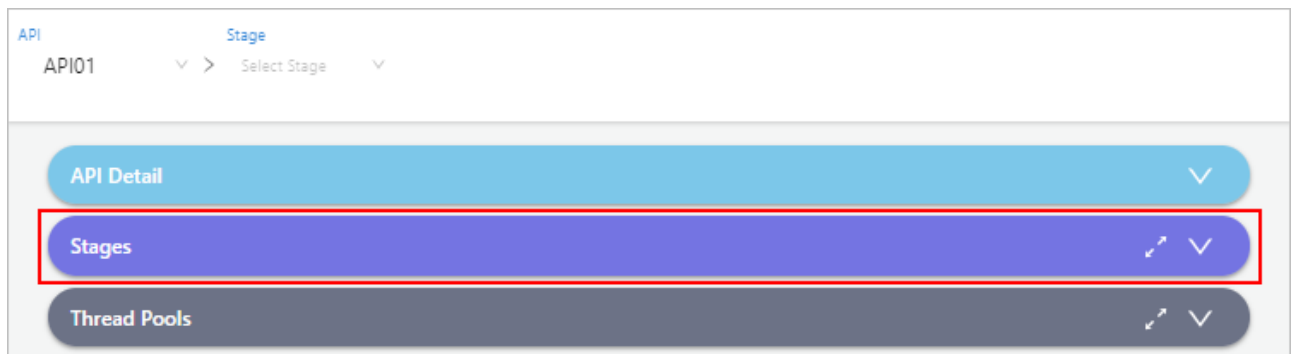 API Stage
API01 > Select Stage
API Detail
Stages
Thread Pools